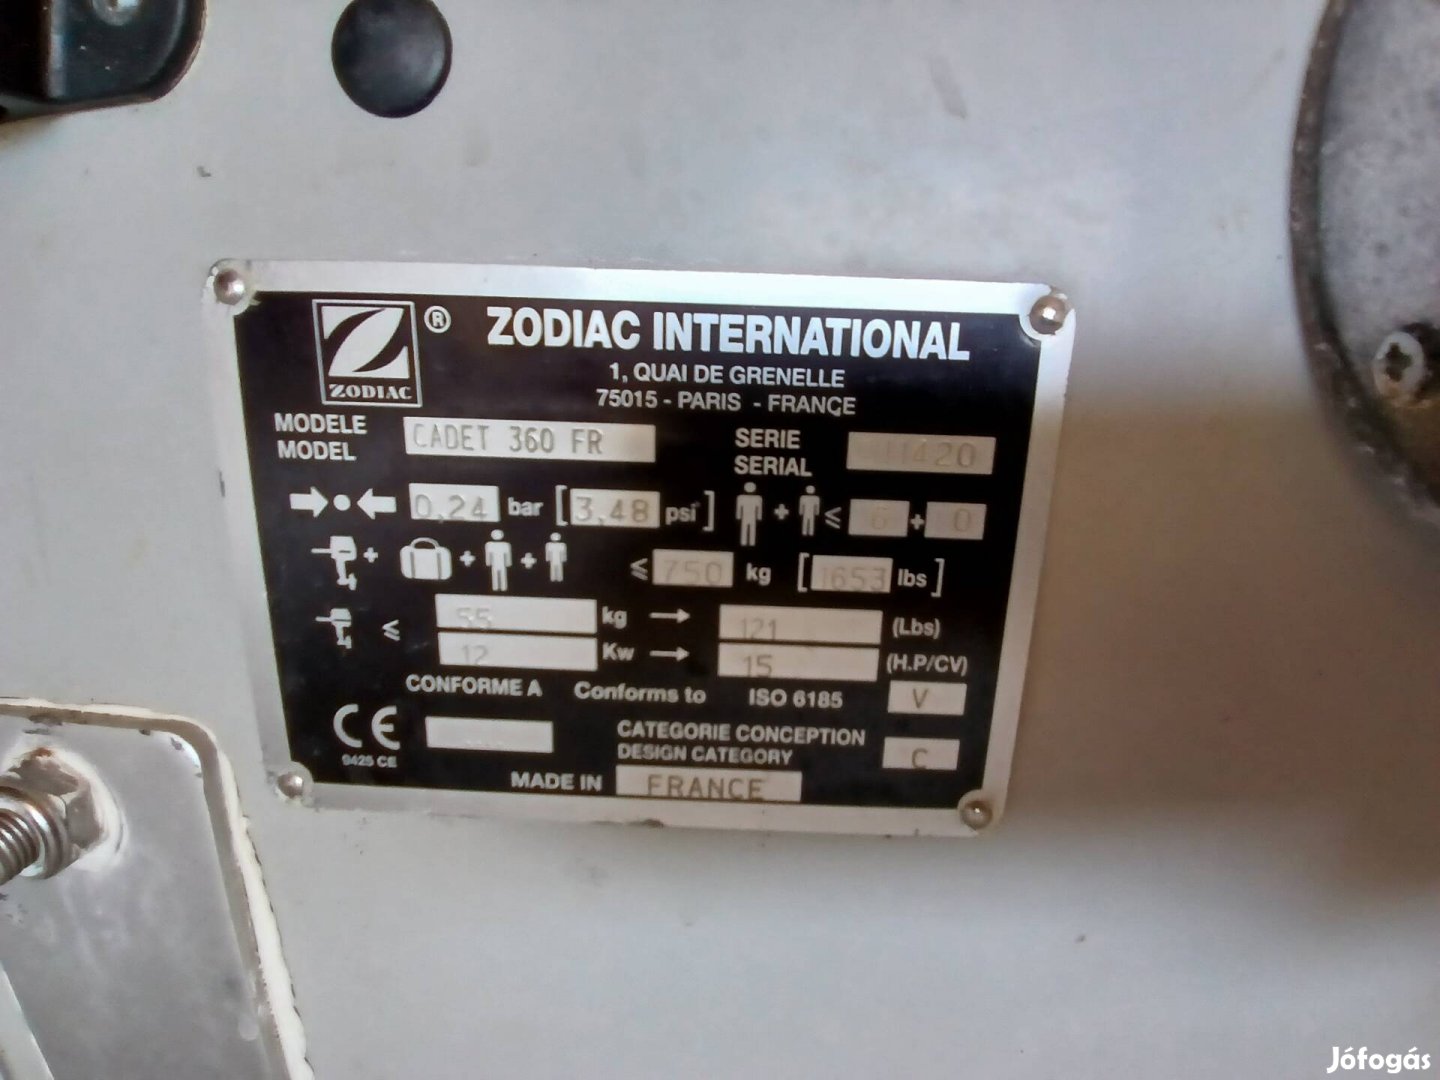 ZODIAC
® ZODIAC INTERNATIONAL
1, QUAI DE GRENELLE
75015 - PARIS - FRANCE
MODELE
MODEL
CADET 360 FR
SERIE
SERIAL
0,24 bar [3,48 psi]
+ ≤ 6 + 0
+ + + ≤ 750 kg [1653 lbs]
≤ 55 kg → 121 (Lbs)
12 Kw → 15 (H.P/CV)
CONFORME A Conforms to ISO 6185 V
CE
0425 CE
CATEGORIE CONCEPTION
DESIGN CATEGORY C
MADE IN FRANCE
Jófogás